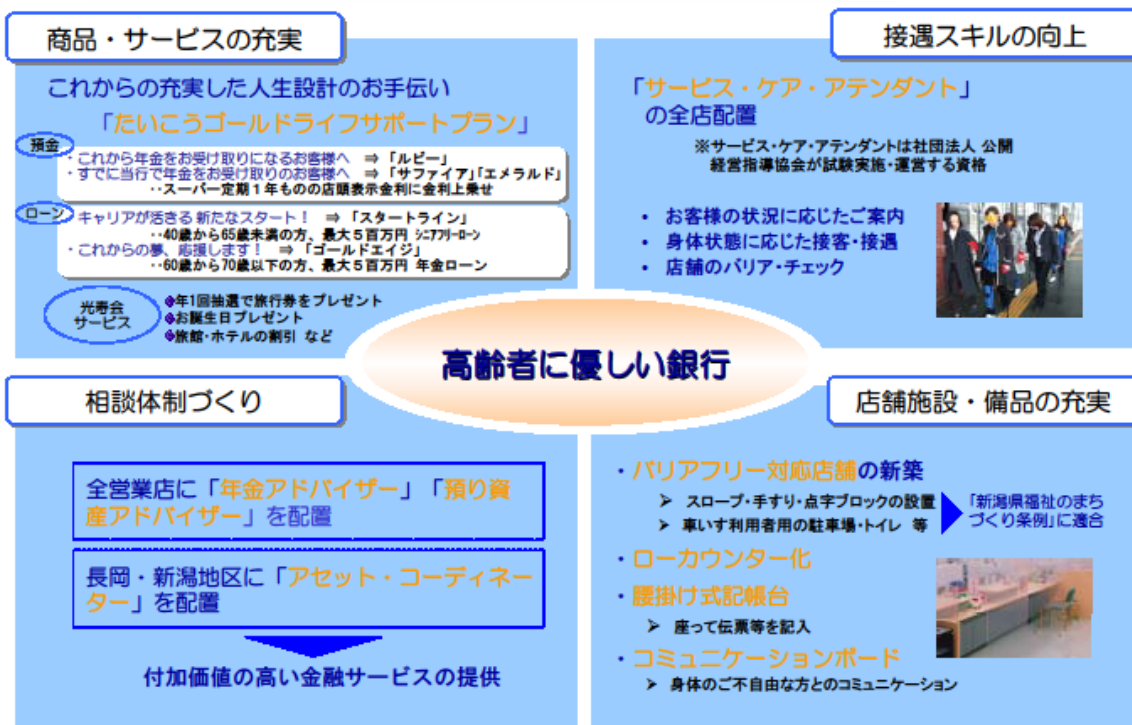 商品・サービスの充実
これからの充実した人生設計のお手伝い
「たいこうゴールドライフサポートプラン」
預金
・これから年金をお受け取りになるお客様へ ⇒ 「ルビー」
・すでに当行で年金をお受け取りのお客様へ ⇒ 「サファイア」「エメラルド」
‥スーパー定期1年ものの店頭表示金利に金利上乗せ
ローン
キャリアが活きる 新たなスタート! ⇒ 「スタートライン」
‥40歳から65歳未満の方、最大5百万円 シニアフリーローン
・これからの夢、応援します! ⇒ 「ゴールドエイジ」
‥60歳から70歳以下の方、最大5百万円 年金ローン
光寿会
サービス
◆年1回抽選で旅行券をプレゼント
◆お誕生日プレゼント
◆旅館・ホテルの割引 など
接遇スキルの向上
「サービス・ケア・アテンダント」
の全店配置
※サービス・ケア・アテンダントは社団法人 公開
経営指導協会が試験実施・運営する資格
• お客様の状況に応じたご案内
• 身体状態に応じた接客・接遇
• 店舗のバリア・チェック
高齢者に優しい銀行
相談体制づくり
全営業店に「年金アドバイザー」「預り資
産アドバイザー」を配置
長岡・新潟地区に「アセット・コーディネー
ター」を配置
付加価値の高い金融サービスの提供
店舗施設・備品の充実
・バリアフリー対応店舗の新築
➢ スロープ・手すり・点字ブロックの設置
➢ 車いす利用者用の駐車場・トイレ 等
「新潟県福祉のまち
づくり条例」に適合
・ローカウンター化
・腰掛け式記帳台
➢ 座って伝票等を記入
・コミュニケーションボード
➢ 身体のご不自由な方とのコミュニケーション